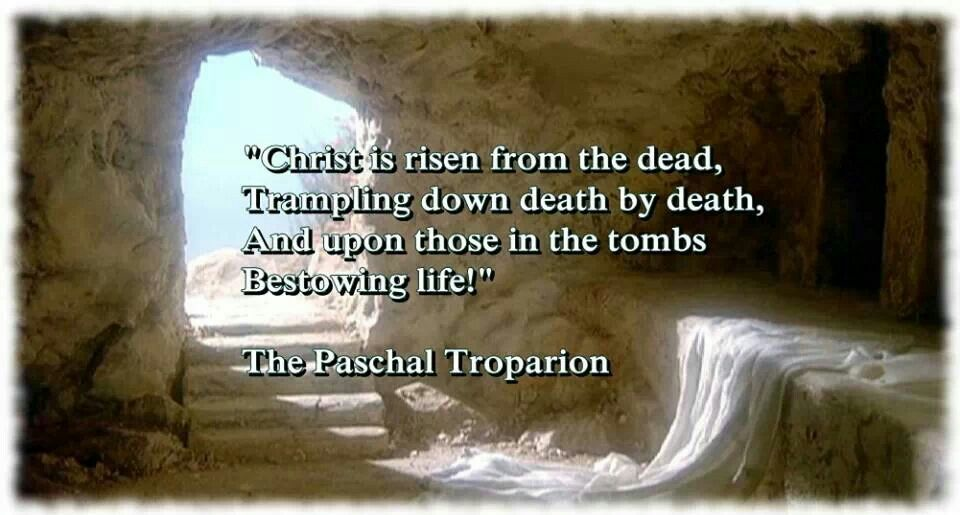 "Christ is risen from the dead,
Trampling down death by death,
And upon those in the tombs
Bestowing life!"
The Paschal Troparion